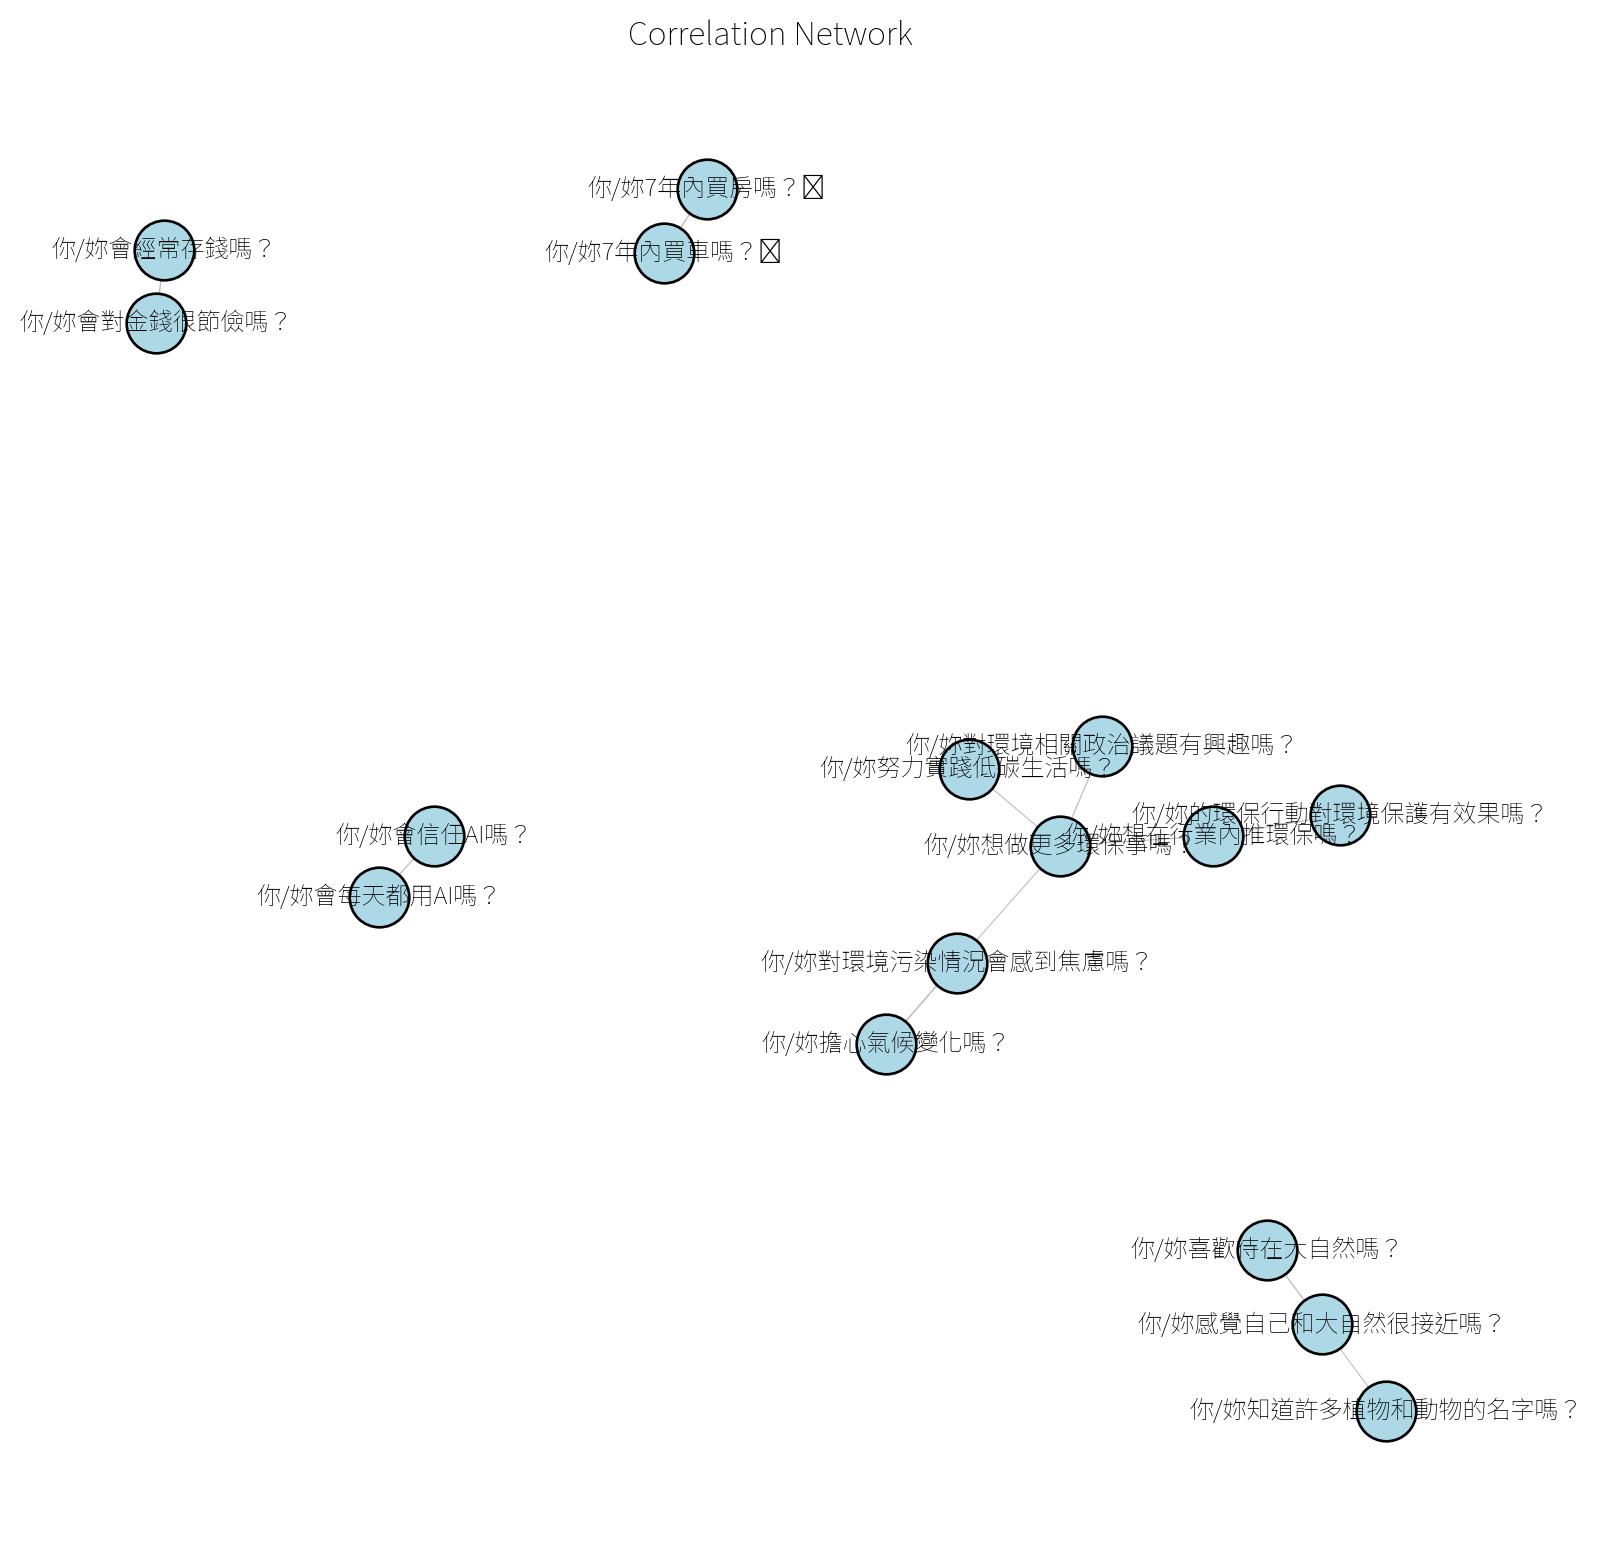 Correlation Network
你/妳7年內買房嗎？
你/妳會經常存錢嗎？
你/妳7年內買車嗎？
你/妳會對金錢很節儉嗎？
你/妳對環境相關政治議題有興趣嗎？
你/妳努力實踐低碳生活嗎？
你/妳的環保行動對環境保護有效果嗎？
你/妳會信任AI嗎？
你/妳想在行業內推環保嗎？
你/妳想做更多環保事嗎？
你/妳會每天都用AI嗎？
你/妳對環境污染情況會感到焦慮嗎？
你/妳擔心氣候變化嗎？
你/妳喜歡待在大自然嗎？
你/妳感覺自己和大自然很接近嗎？
你/妳知道許多植物和動物的名字嗎？